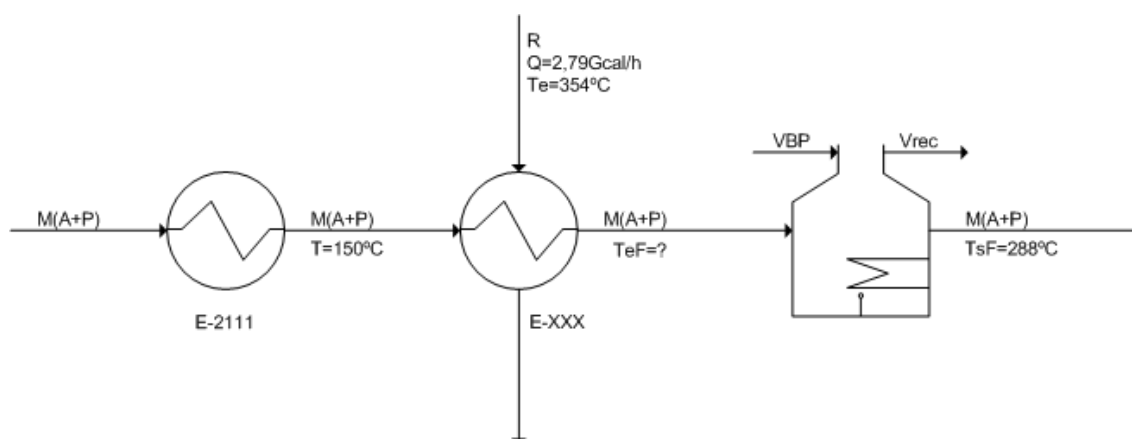 R
Q=2,79Gcal/h
Te=354ºC
VBP
Vrec
M(A+P)
M(A+P)
M(A+P)
M(A+P)
T=150ºC
TeF=?
TsF=288ºC
E-2111
E-XXX